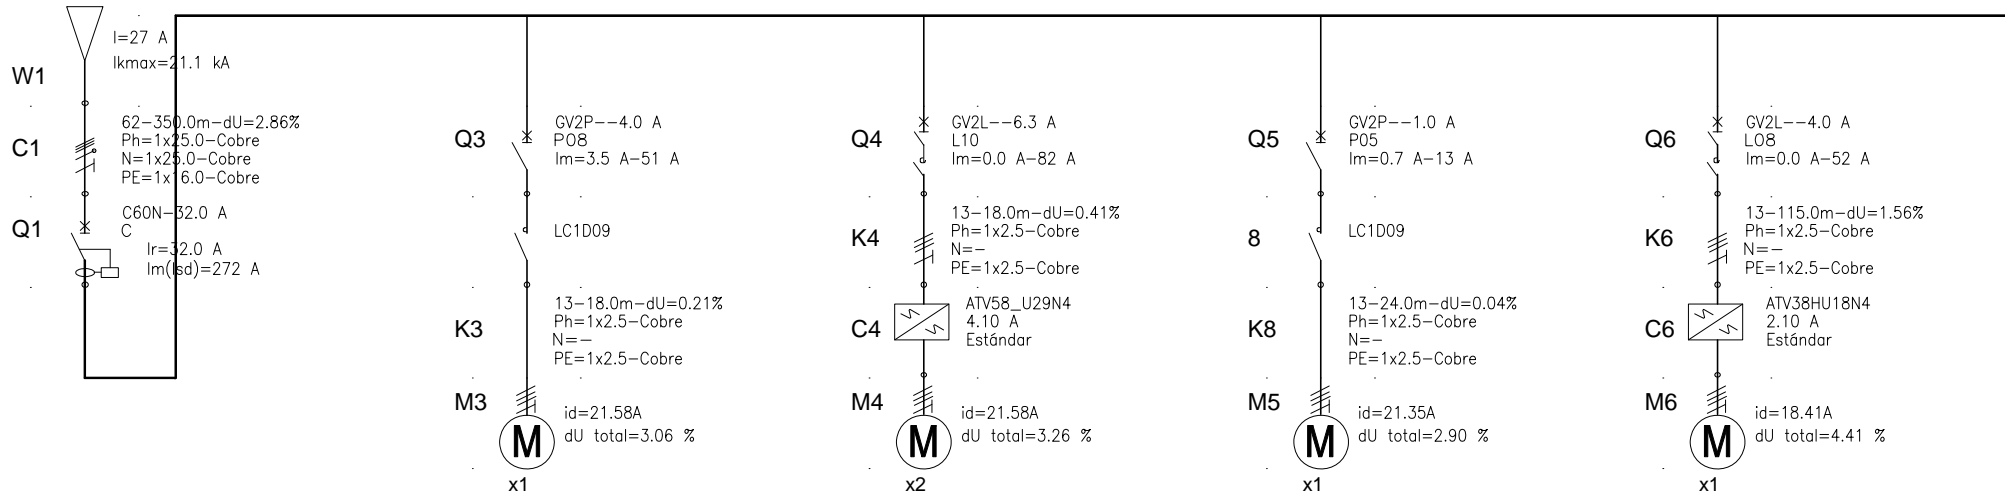 W1
I=27 A
Ikmax=21.1 kA
C1
62-350.0m-dU=2.86%
Ph=1x25.0-Cobre
N=1x25.0-Cobre
PE=1x16.0-Cobre
Q1
C60N-32.0 A
C
Ir=32.0 A
Im(Isd)=272 A
Q3
GV2P--4.0 A
P08
Im=3.5 A-51 A
LC1D09
K3
13-18.0m-dU=0.21%
Ph=1x2.5-Cobre
N=-
PE=1x2.5-Cobre
M3
id=21.58A
dU total=3.06 %
M
x1
Q4
GV2L--6.3 A
L10
Im=0.0 A-82 A
K4
13-18.0m-dU=0.41%
Ph=1x2.5-Cobre
N=-
PE=1x2.5-Cobre
C4
ATV58_U29N4
4.10 A
Estándar
M4
id=21.58A
dU total=3.26 %
M
x2
Q5
GV2P--1.0 A
P05
Im=0.7 A-13 A
8
LC1D09
K8
13-24.0m-dU=0.04%
Ph=1x2.5-Cobre
N=-
PE=1x2.5-Cobre
M5
id=21.35A
dU total=2.90 %
M
x1
Q6
GV2L--4.0 A
L08
Im=0.0 A-52 A
K6
13-115.0m-dU=1.56%
Ph=1x2.5-Cobre
N=-
PE=1x2.5-Cobre
C6
ATV38HU18N4
2.10 A
Estándar
M6
id=18.41A
dU total=4.41 %
M
x1